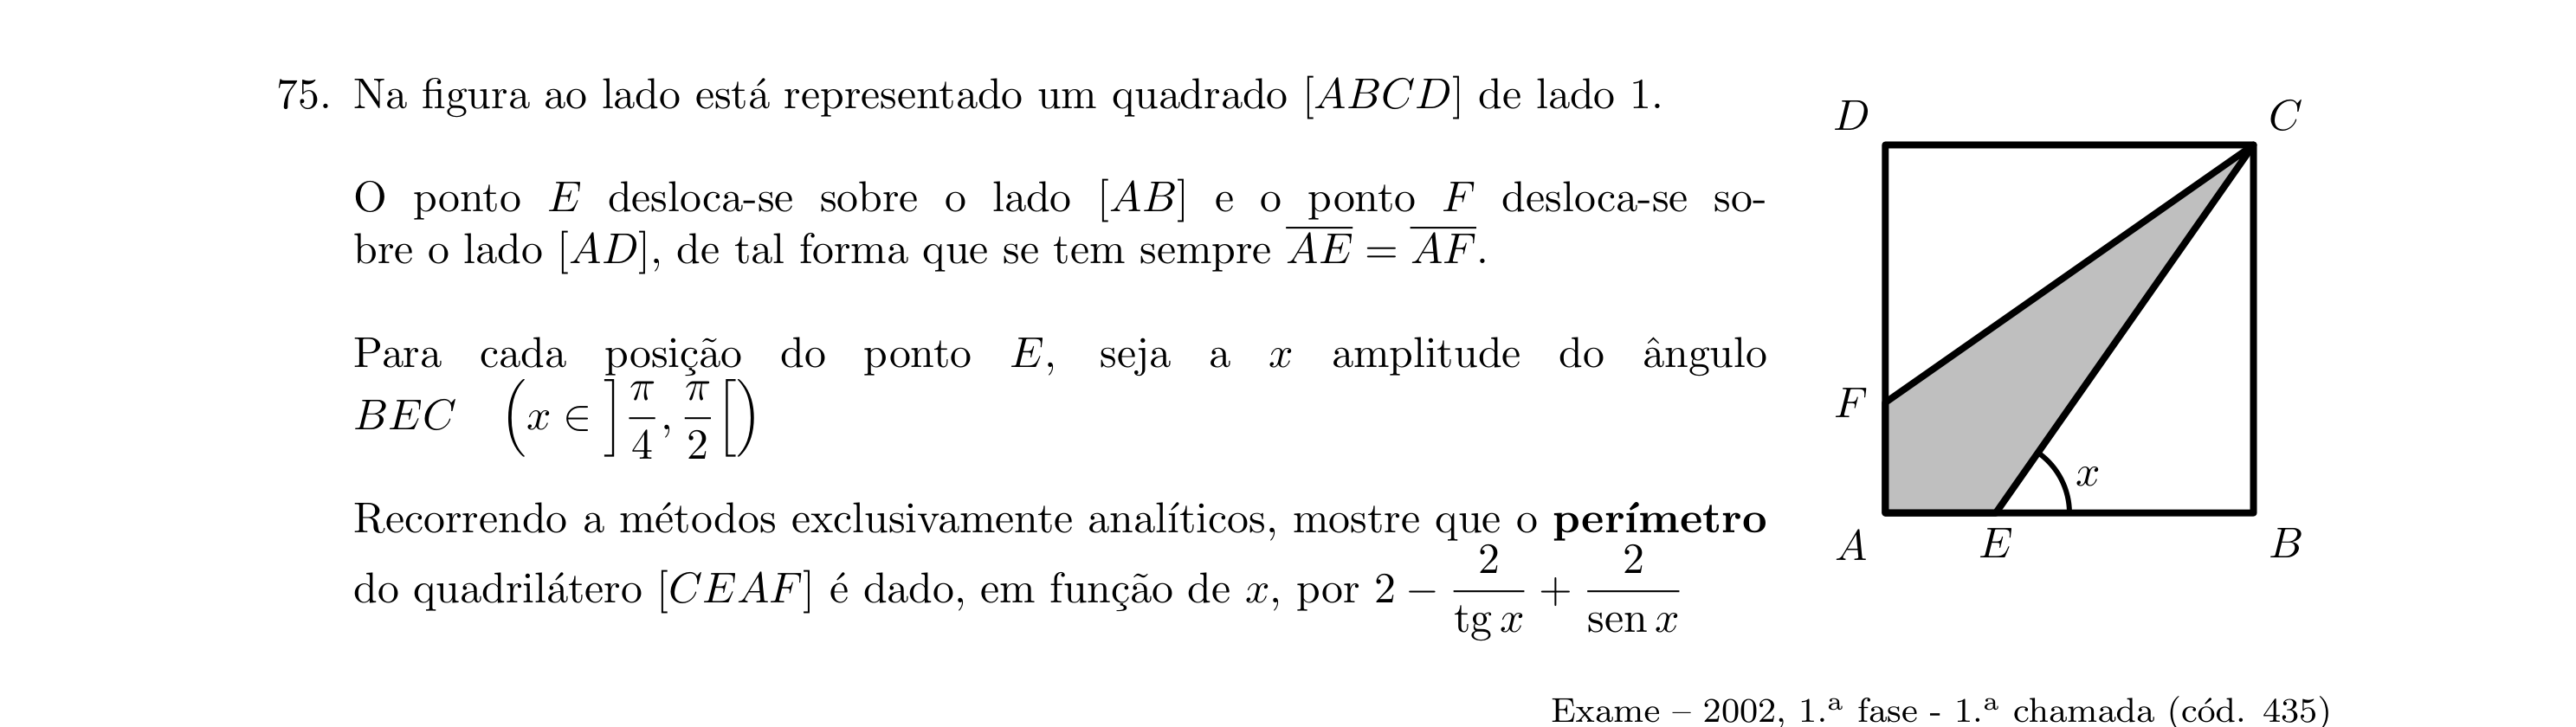 75. Na figura ao lado está representado um quadrado [ABCD] de lado 1.
O ponto E desloca-se sobre o lado [AB] e o ponto F desloca-se so-
bre o lado [AD], de tal forma que se tem sempre \overline{AE} = \overline{AF}.
Para cada posição do ponto E, seja a x amplitude do ângulo
BEC \left( x \in \left] \frac{\pi}{4}, \frac{\pi}{2} \right[ \right)
Recorrendo a métodos exclusivamente analíticos, mostre que o perímetro
do quadrilátero [CEAF] é dado, em função de x, por 2 - \frac{2}{\text{tg}\, x} + \frac{2}{\text{sen}\, x}
D C
F
x
A E B
Exame – 2002, 1.ª fase - 1.ª chamada (cód. 435)